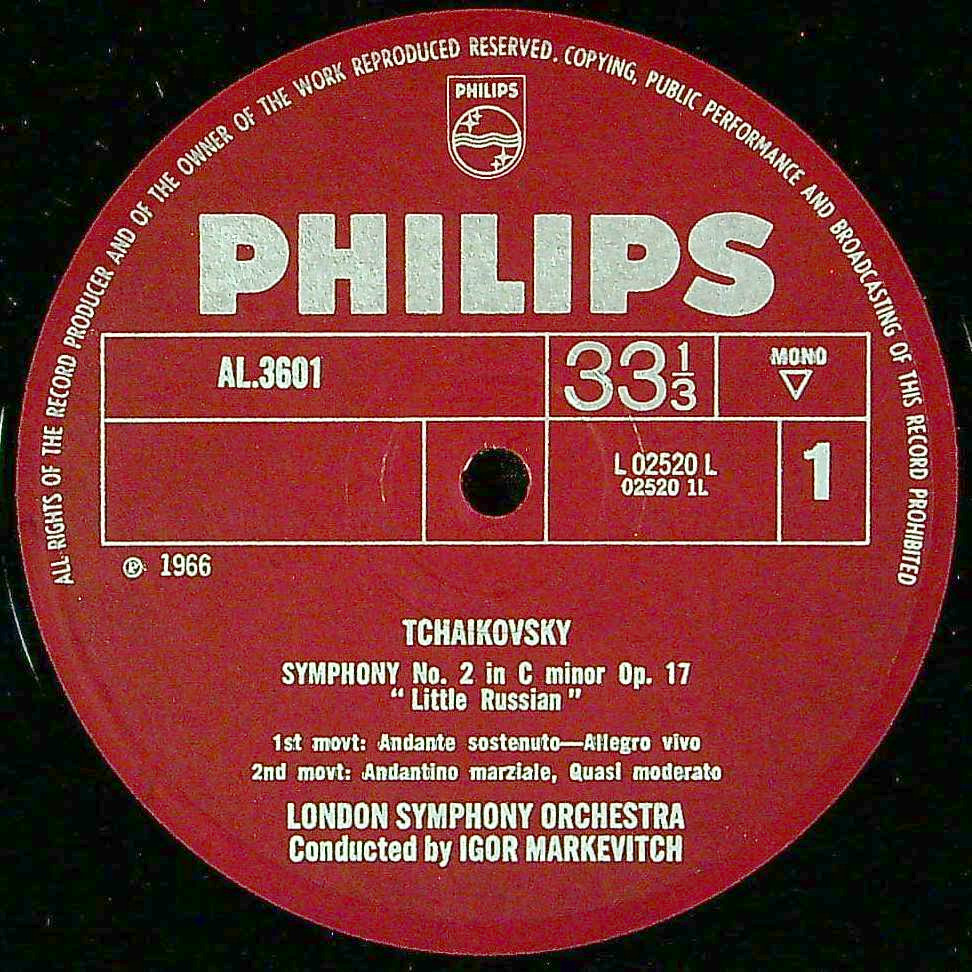 ALL RIGHTS OF THE RECORD PRODUCER AND OF THE OWNER OF THE WORK REPRODUCED RESERVED. COPYING, PUBLIC PERFORMANCE AND BROADCASTING OF THIS RECORD PROHIBITED
PHILIPS
PHILIPS
AL.3601
33⅓
MONO
L 02520 L
02520 1L
1
℗ 1966
TCHAIKOVSKY
SYMPHONY No. 2 in C minor Op. 17
"Little Russian"
1st movt: Andante sostenuto—Allegro vivo
2nd movt: Andantino marziale, Quasi moderato
LONDON SYMPHONY ORCHESTRA
Conducted by IGOR MARKEVITCH